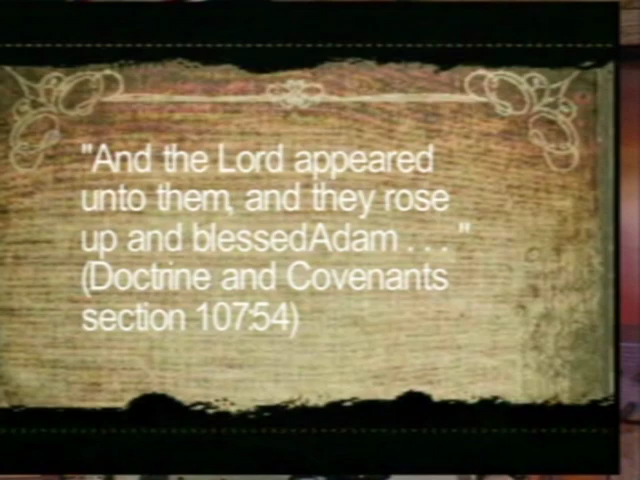 "And the Lord appeared
unto them, and they rose
up and blessedAdam . . . "
(Doctrine and Covenants
section 107:54)